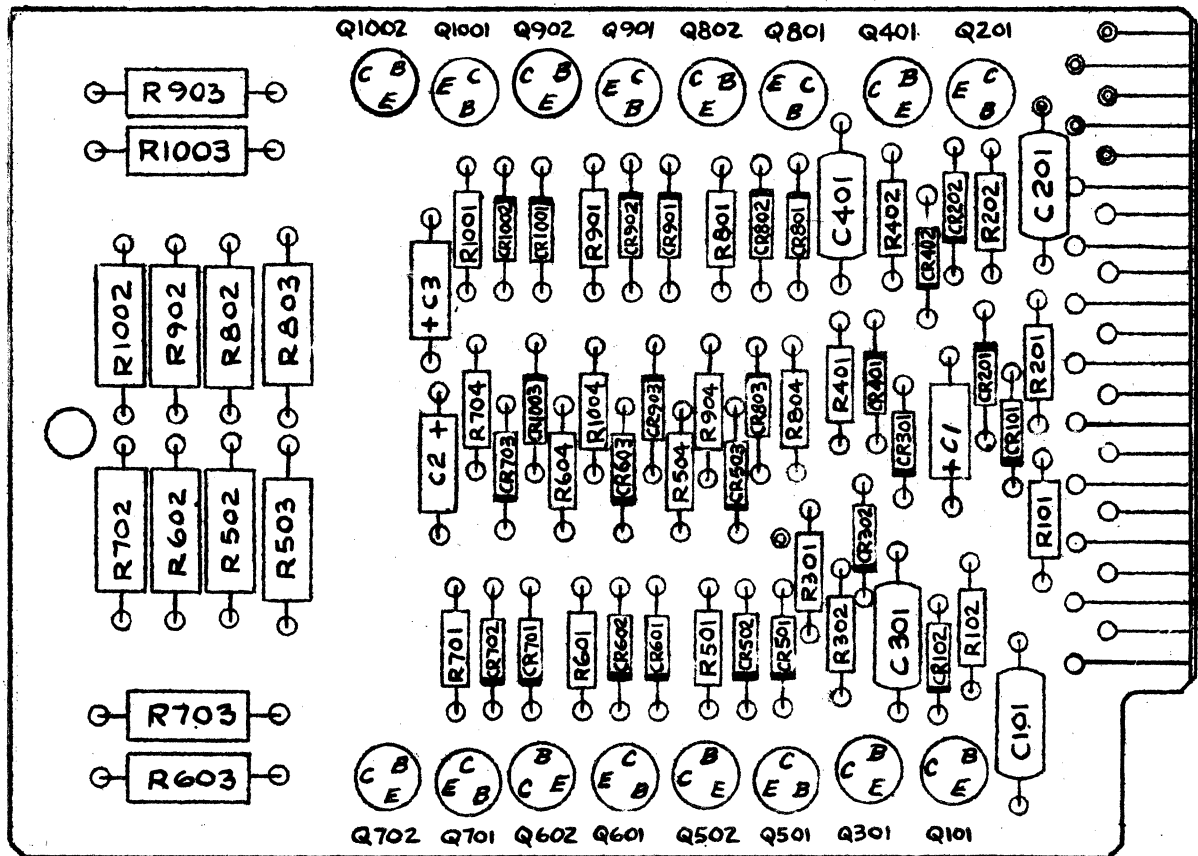 Q1002 Q1001 Q902 Q901 Q802 Q801 Q401 Q201
C B E
E C B
C B E
E C B
C B E
E C B
C B E
E C B
R903
R1003
R1001 CR1002 CR1001 R901 CR902 CR901 R801 CR802 CR801 C401 R402 CR402 CR202 R202 C201
R1002 R902 R802 R803
+ C3
R704 CR703 CR1003 R604 R1004 CR603 CR903 R504 R904 CR503 CR803 R804 R401 CR401 CR301 + C1 CR201 CR101 R201
C2 +
R702 R602 R502 R503
R101
R301 CR302
R701 CR702 CR701 R601 CR602 CR601 R501 CR502 CR501 R302 C301 CR102 R102
C101
R703
R603
C B E
E C B
B C E
C E B
B C E
C E B
B C E
B C E
Q702 Q701 Q602 Q601 Q502 Q501 Q301 Q101